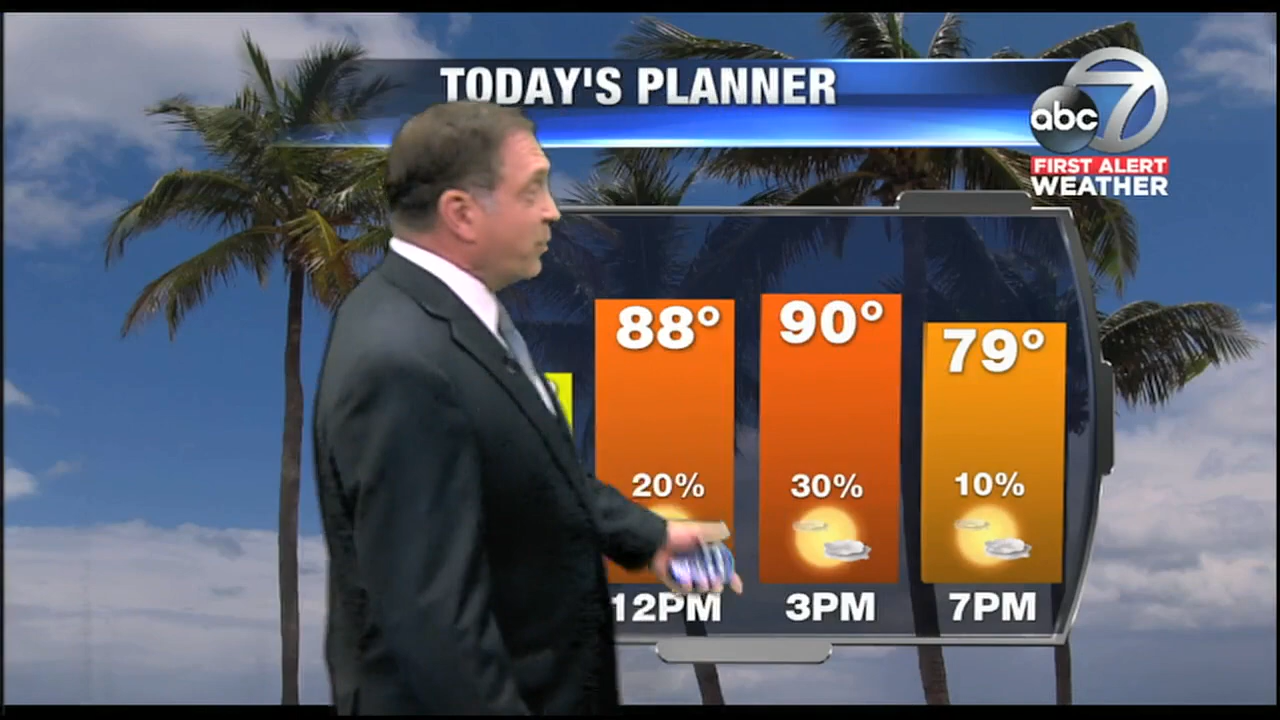 TODAY'S PLANNER
abc 7
FIRST ALERT
WEATHER
88° 90° 79°
20% 30% 10%
12PM 3PM 7PM